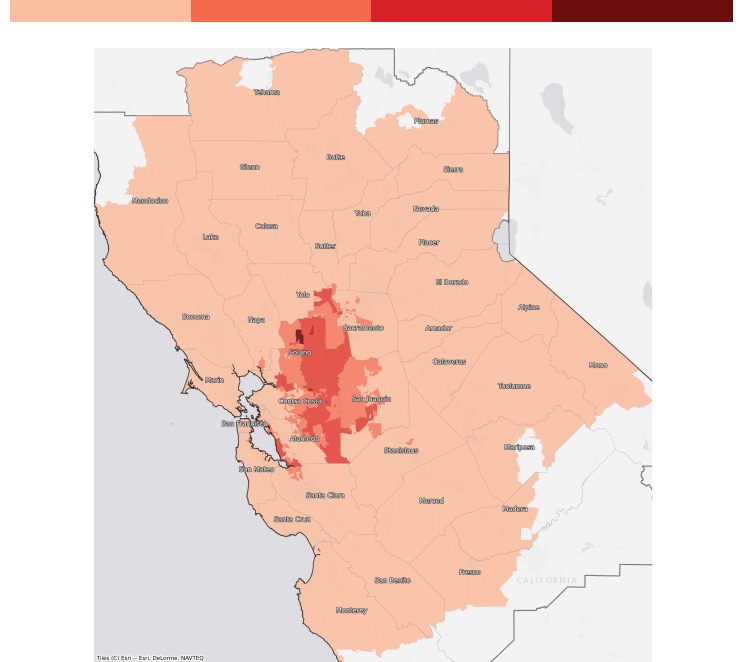 Tehama
Plumas
Butte
Glenn
Sierra
Mendocino
Nevada
Yuba
Colusa
Lake
Placer
Sutter
El Dorado
Yolo
Alpine
Sonoma
Napa
Sacramento
Amador
Solano
Calaveras
Mono
Marin
Tuolumne
Contra Costa
San Joaquin
San Francisco
Alameda
Mariposa
Stanislaus
San Mateo
Santa Clara
Merced
Madera
Santa Cruz
Fresno
San Benito
CALIFORNIA
Monterey
Tiles (C) Esri -- Esri, DeLorme, NAVTEQ